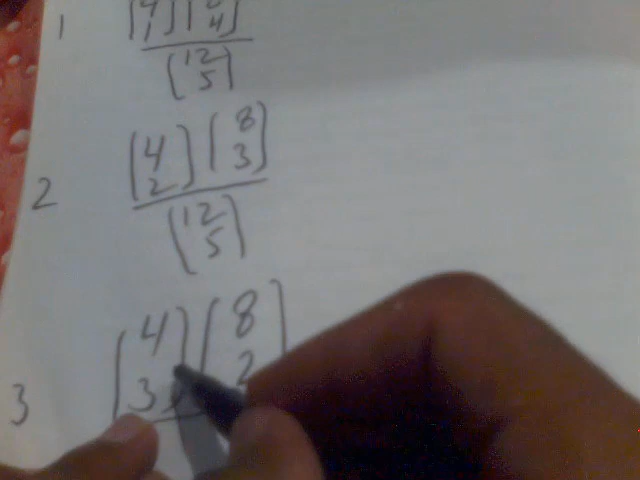 1 (4 1) (8 4)
(12 5)
2 (4 2) (8 3)
(12 5)
3 (4 3) (8 2)